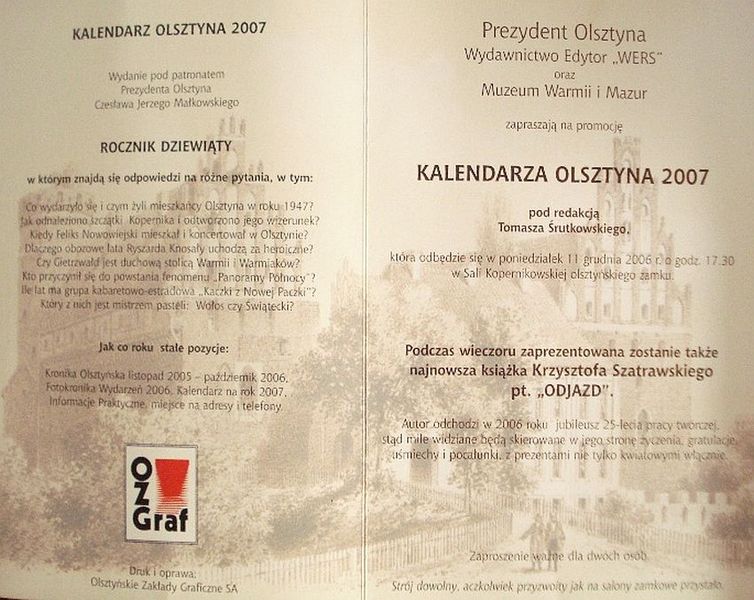 KALENDARZ OLSZTYNA 2007
Wydanie pod patronatem
Prezydenta Olsztyna
Czesława Jerzego Małkowskiego
ROCZNIK DZIEWIĄTY
w którym znajdą się odpowiedzi na różne pytania, w tym:
Co wydarzyło się i czym żyli mieszkańcy Olsztyna w roku 1947?
Jak odnaleziono szczątki Kopernika i odtworzono jego wizerunek?
Kiedy Feliks Nowowiejski mieszkał i koncertował w Olsztynie?
Dlaczego obozowe lata Ryszarda Knosały uchodzą za heroiczne?
Czy Gietrzwałd jest duchową stolicą Warmii i Warmiaków?
Kto przyczynił się do powstania fenomenu „Panoramy Północy"?
Ile lat ma grupa kabaretowo-estradowa „Kaczki z Nowej Paczki"?
Który z nich jest mistrzem pasteli: Wołos czy Święcki?
Jak co roku stałe pozycje:
Kronika Olsztyńska listopad 2005 – październik 2006,
Fotokronika Wydarzeń 2006, Kalendarz na rok 2007,
Informacje Praktyczne, miejsce na adresy i telefony.
OZGraf
Druk i oprawa:
Olsztyńskie Zakłady Graficzne SA
Prezydent Olsztyna
Wydawnictwo Edytor „WERS"
oraz
Muzeum Warmii i Mazur
zapraszają na promocję
KALENDARZA OLSZTYNA 2007
pod redakcją
Tomasza Śrutkowskiego,
która odbędzie się w poniedziałek 11 grudnia 2006 r. o godz. 17.30
w Sali Kopernikowskiej olsztyńskiego zamku.
Podczas wieczoru zaprezentowana zostanie także
najnowsza książka Krzysztofa Szatrawskiego
pt. „ODJAZD".
Autor odchodzi w 2006 roku jubileusz 25-lecia pracy twórczej,
stąd mile widziane będą skierowane w jego stronę życzenia, gratulacje,
uśmiechy i pocałunki, z prezentami nie tylko kwiatowymi włącznie.
Zaproszenie ważne dla dwóch osób
Strój dowolny, aczkolwiek przyzwoity jak na salony zamkowe przystało.